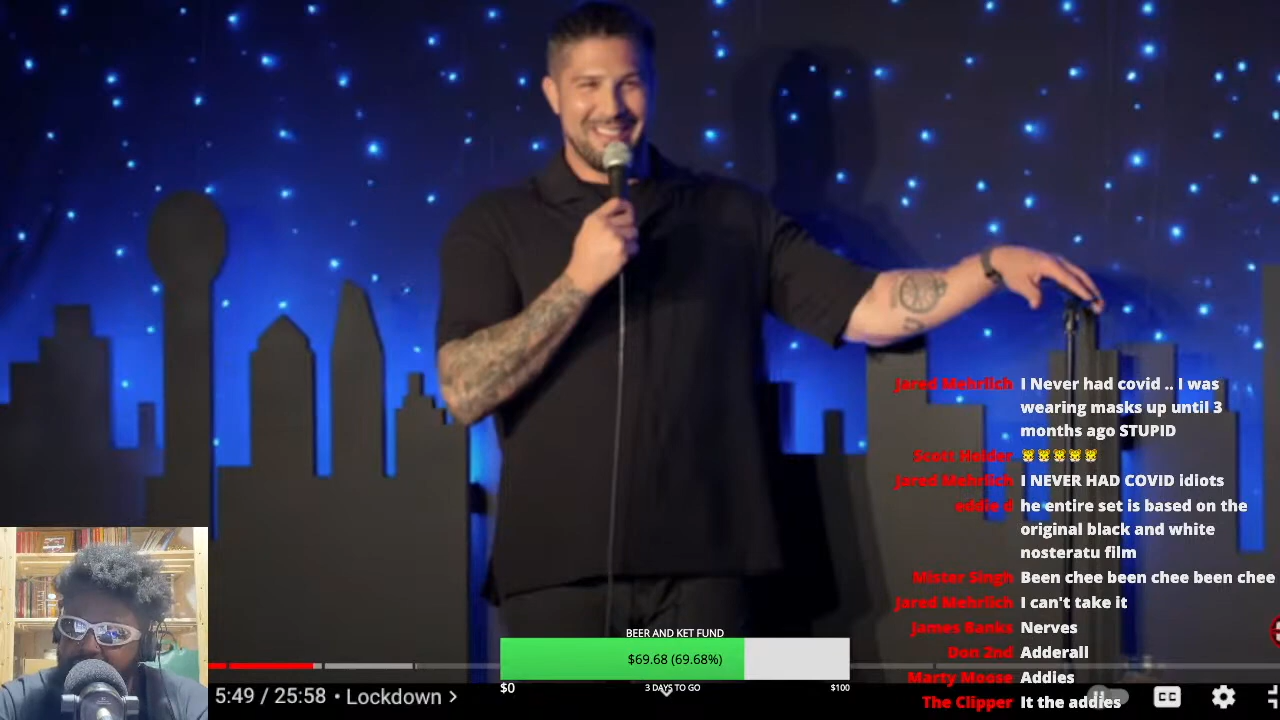 Jared Mehrlich I Never had covid .. I was
wearing masks up until 3
months ago STUPID
Scott Halder 🐯🐯🐯🐯🐯
Jared Mehrlich I NEVER HAD COVID idiots
eddie d he entire set is based on the
original black and white
nosteratu film
Mister Singh Been chee been chee been chee
Jared Mehrlich I can't take it
James Banks Nerves
Don 2nd Adderall
Marty Moose Addies
The Clipper It the addies
BEER AND KET FUND
$69.68 (69.68%)
$0 3 DAYS TO GO $100
5:49 / 25:58 • Lockdown >
CC